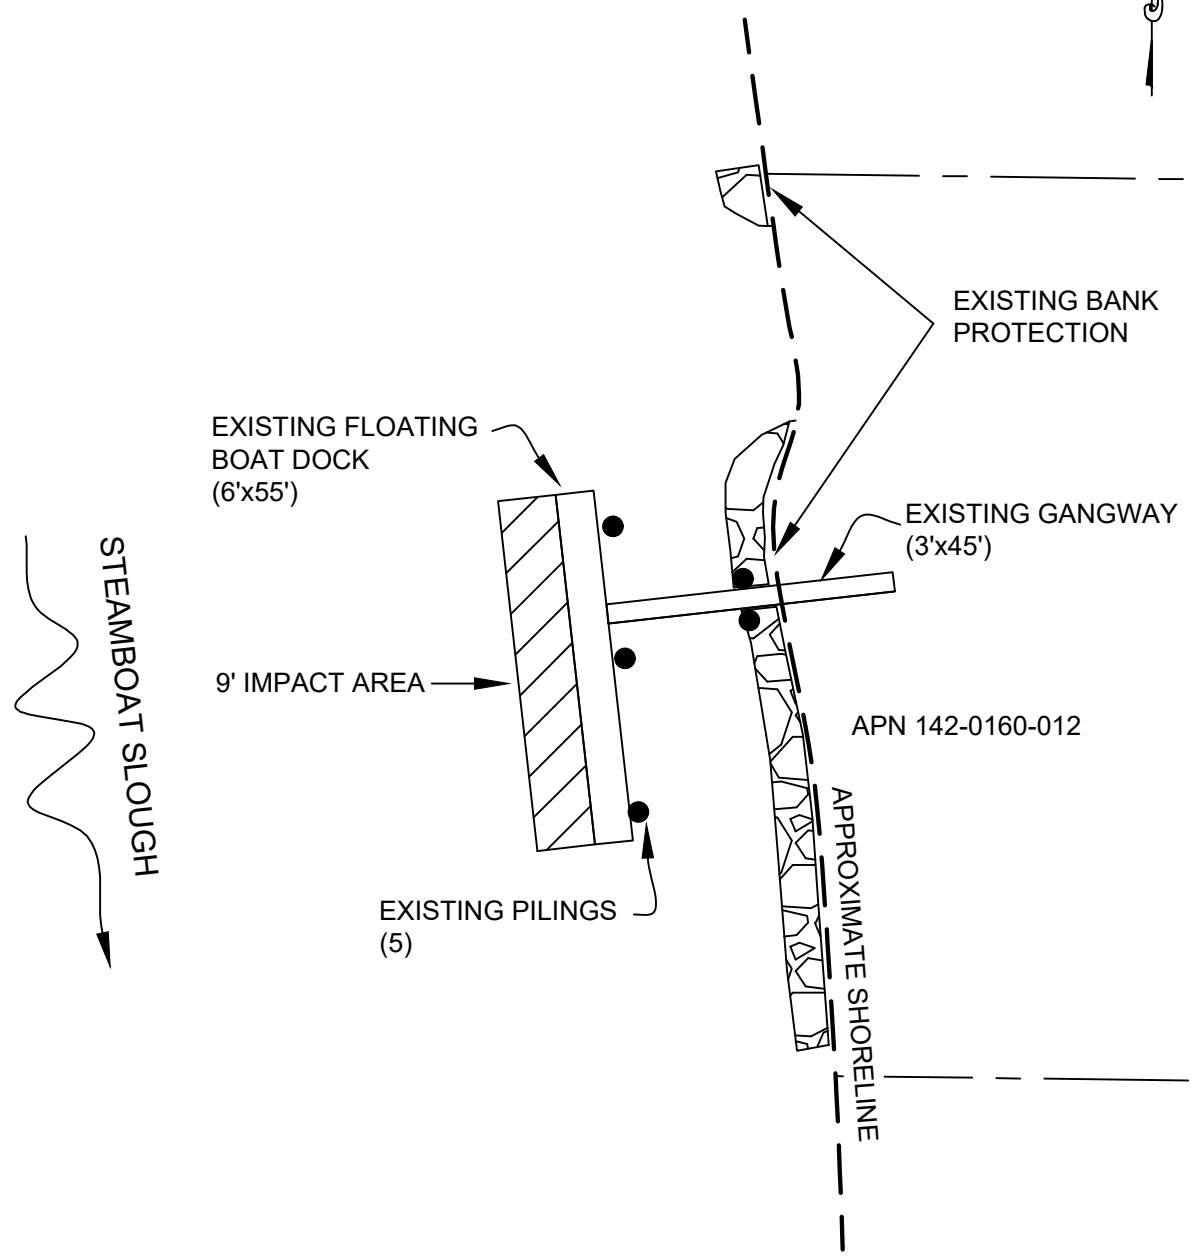 EXISTING BANK
PROTECTION
EXISTING FLOATING
BOAT DOCK
(6'x55')
EXISTING GANGWAY
(3'x45')
STEAMBOAT SLOUGH
9' IMPACT AREA
APN 142-0160-012
APPROXIMATE SHORELINE
EXISTING PILINGS
(5)